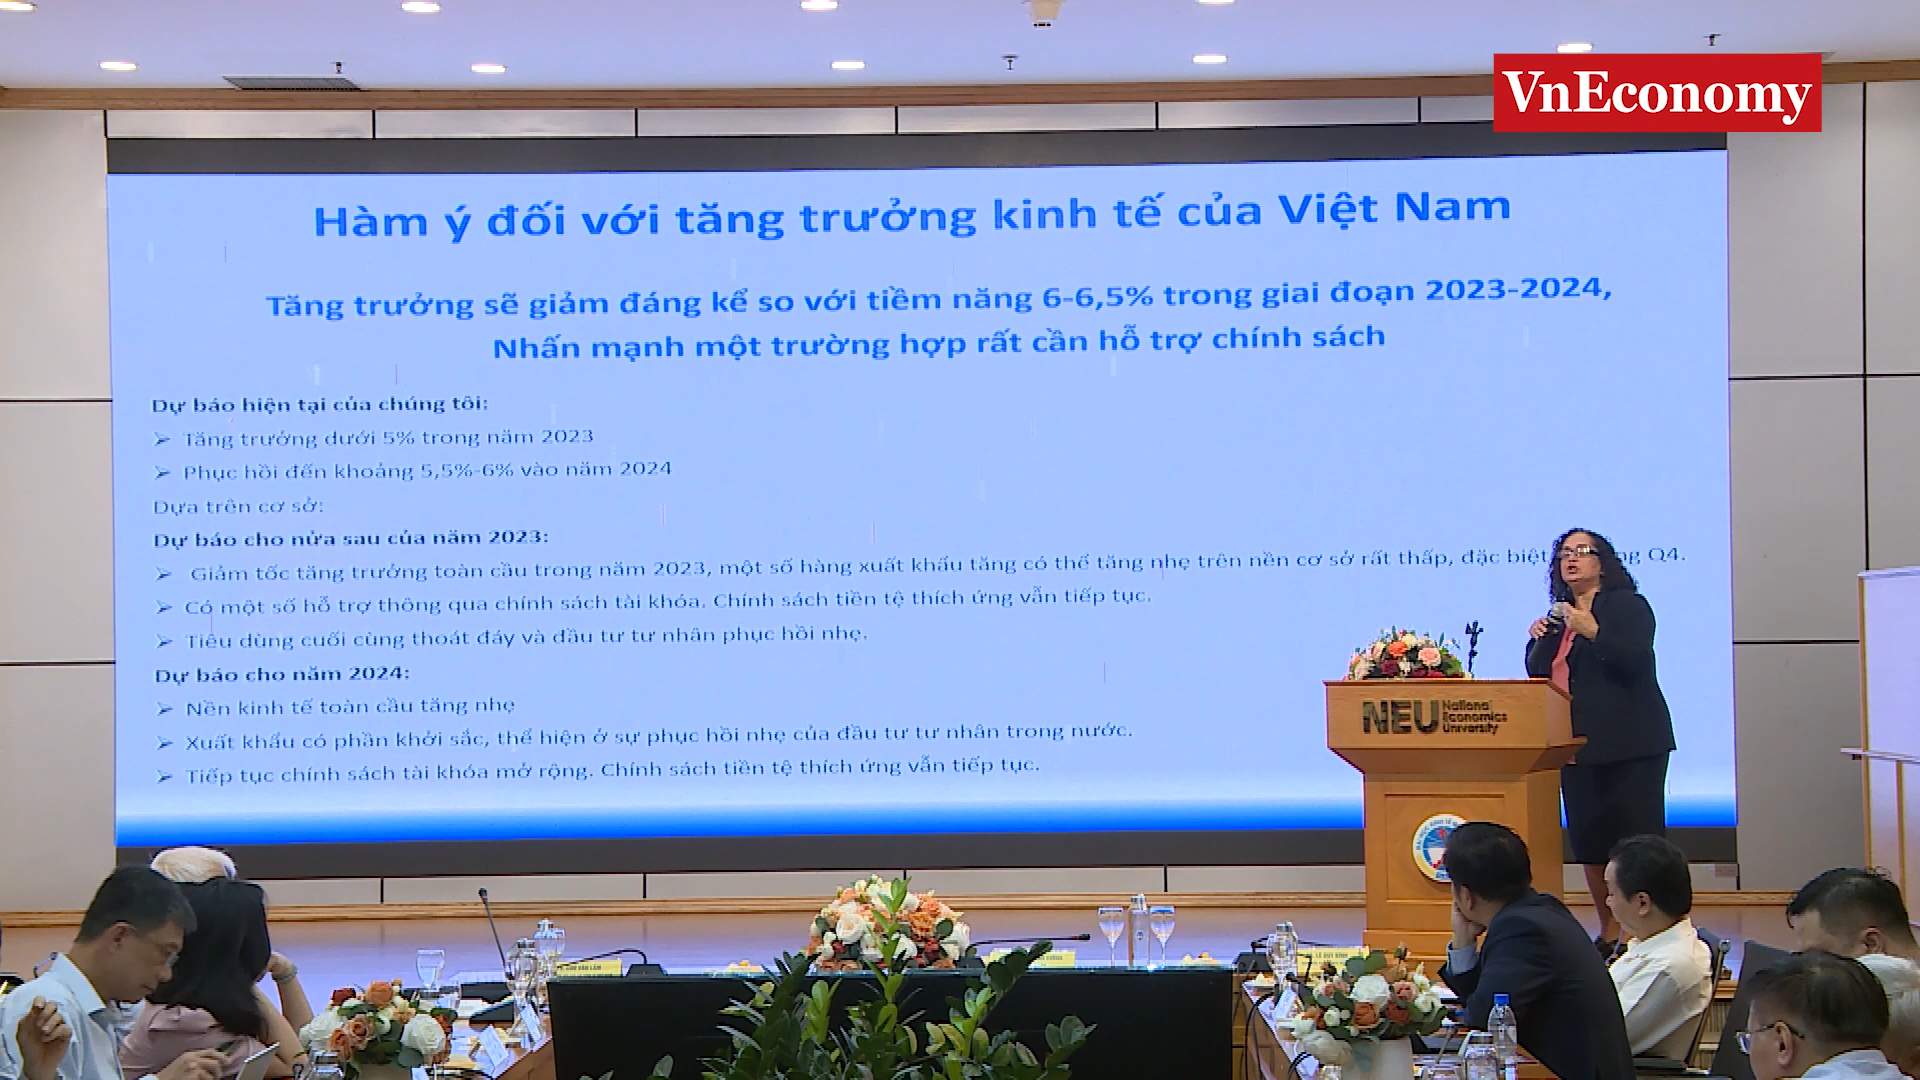 VnEconomy
Hàm ý đối với tăng trưởng kinh tế của Việt Nam
Tăng trưởng sẽ giảm đáng kể so với tiềm năng 6-6,5% trong giai đoạn 2023-2024,
Nhấn mạnh một trường hợp rất cần hỗ trợ chính sách
Dự báo hiện tại của chúng tôi:
➢ Tăng trưởng dưới 5% trong năm 2023
➢ Phục hồi đến khoảng 5,5%-6% vào năm 2024
Dựa trên cơ sở:
Dự báo cho nửa sau của năm 2023:
➢ Giảm tốc tăng trưởng toàn cầu trong năm 2023, một số hàng xuất khẩu tăng có thể tăng nhẹ trên nền cơ sở rất thấp, đặc biệt Q4.
➢ Có một số hỗ trợ thông qua chính sách tài khóa. Chính sách tiền tệ thích ứng vẫn tiếp tục.
➢ Tiêu dùng cuối cùng thoát đáy và đầu tư tư nhân phục hồi nhẹ.
Dự báo cho năm 2024:
➢ Nền kinh tế toàn cầu tăng nhẹ
➢ Xuất khẩu có phần khởi sắc, thể hiện ở sự phục hồi nhẹ của đầu tư tư nhân trong nước.
➢ Tiếp tục chính sách tài khóa mở rộng. Chính sách tiền tệ thích ứng vẫn tiếp tục.
NEU National
Economics
University